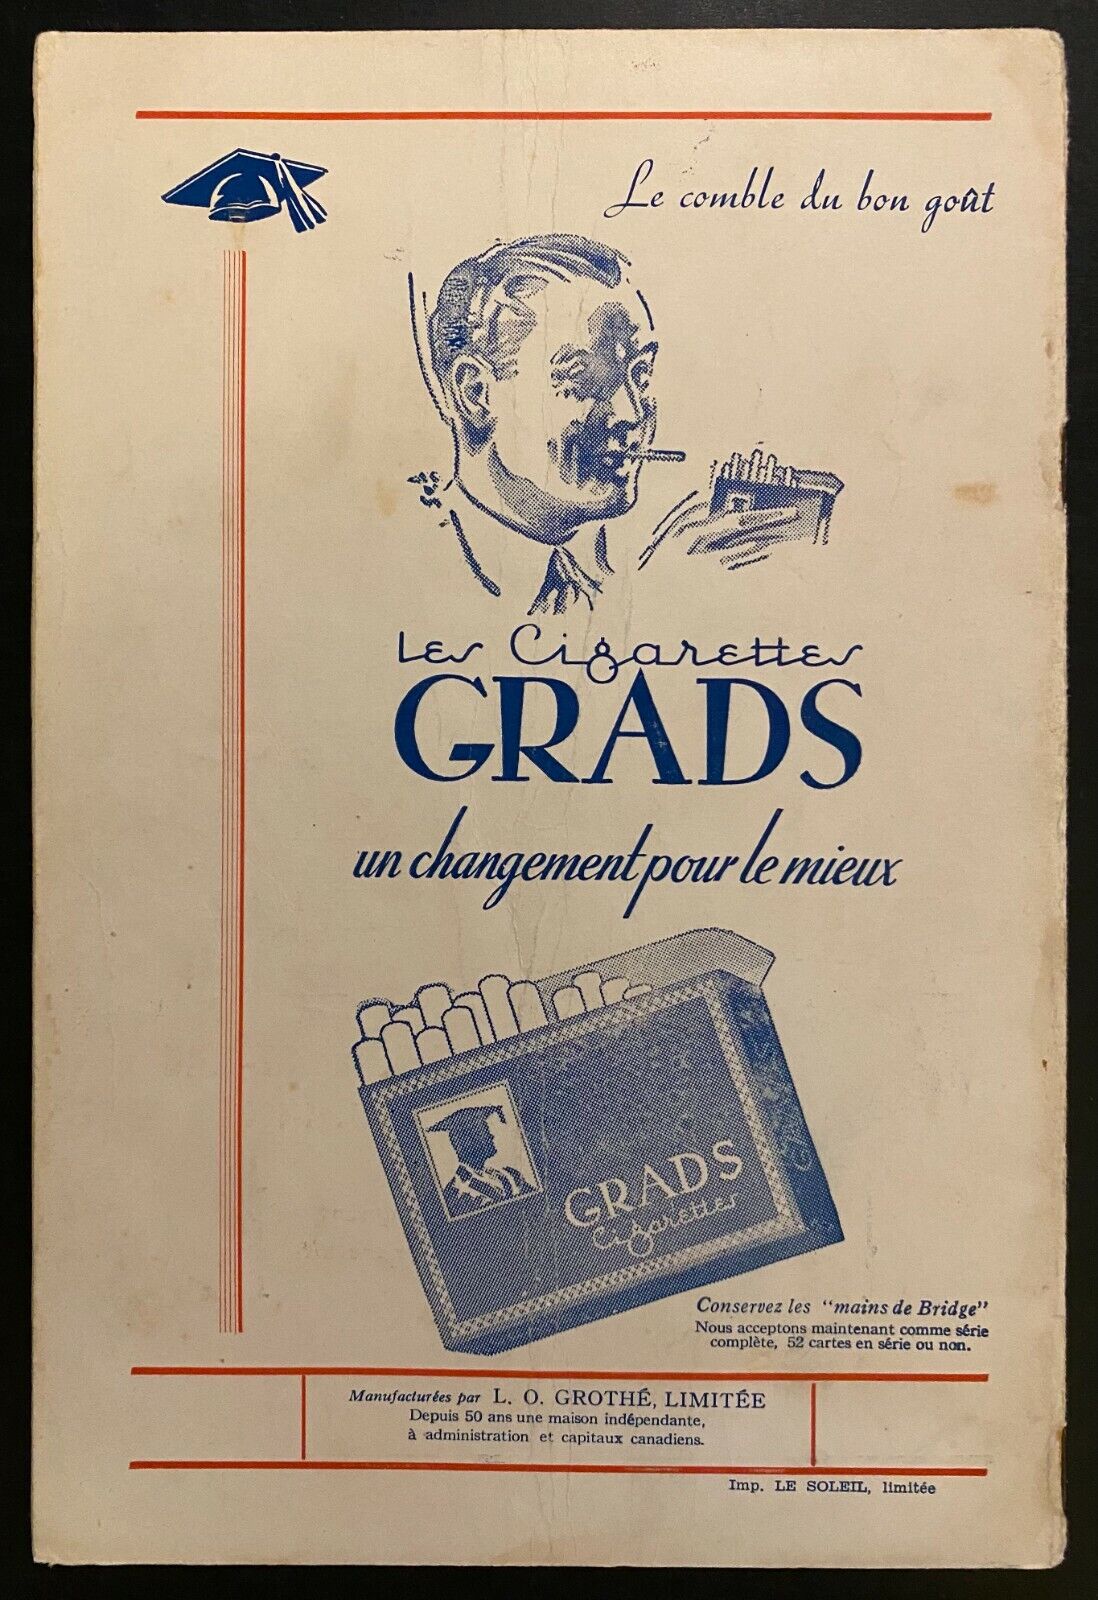 Le comble du bon goût
Les Cigarettes
GRADS
un changement pour le mieux
GRADS
Cigarettes
Conservez les "mains de Bridge"
Nous acceptons maintenant comme série
complète, 52 cartes en série ou non.
Manufacturées par L. O. GROTHÉ, LIMITÉE
Depuis 50 ans une maison indépendante,
à administration et capitaux canadiens.
Imp. LE SOLEIL, limitée